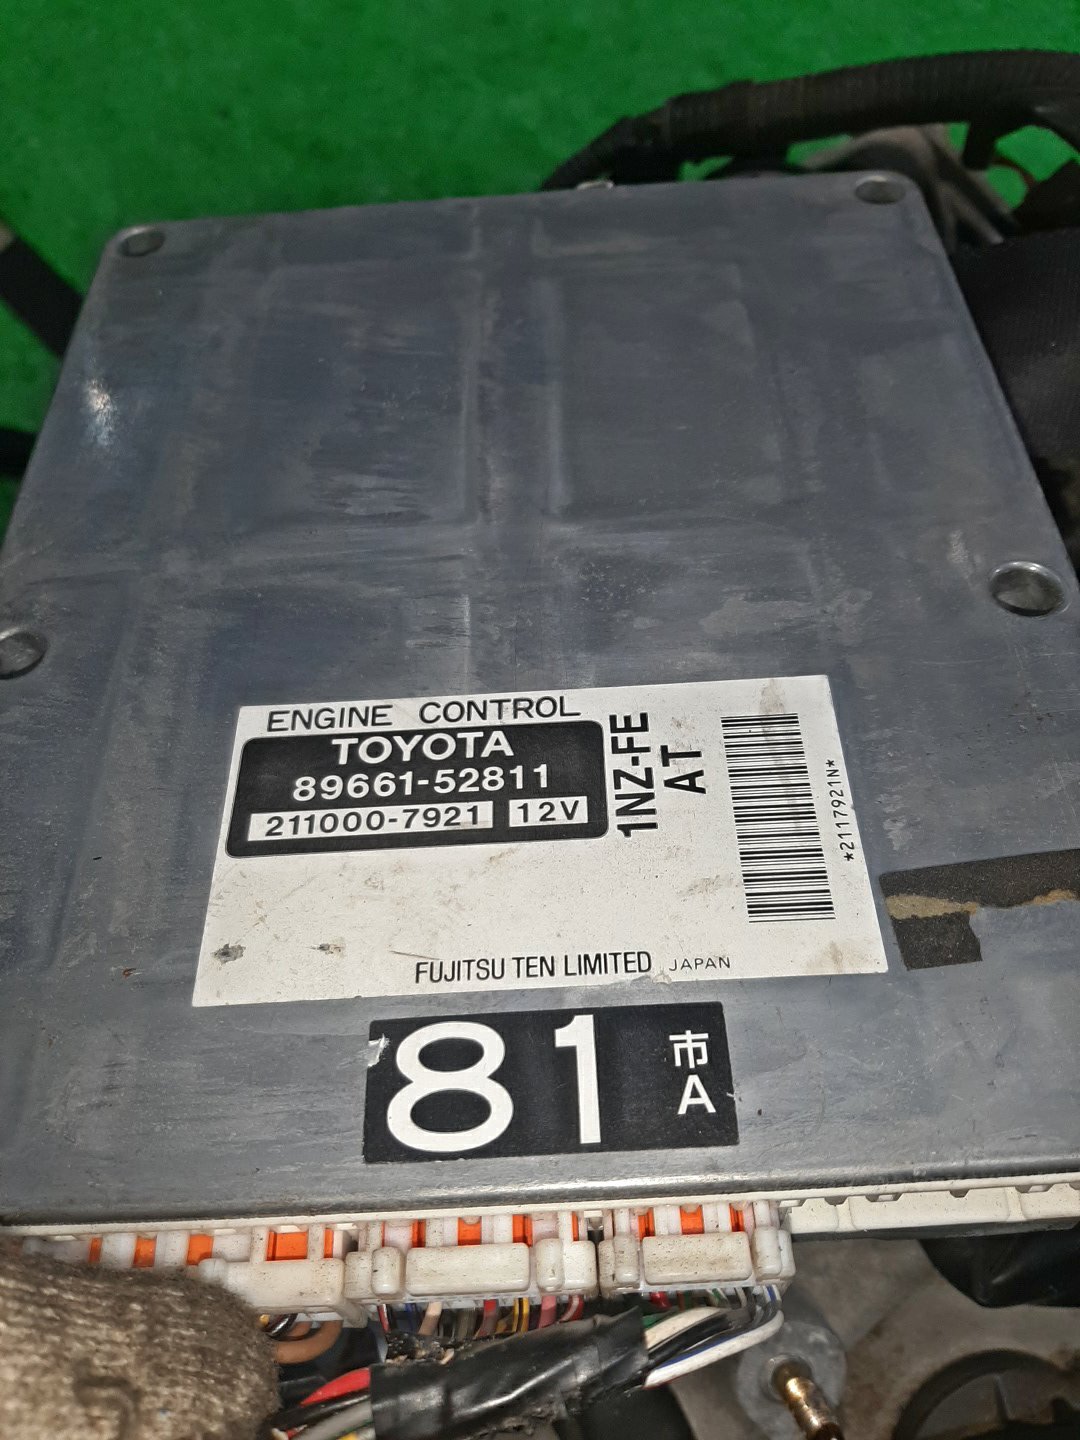 ENGINE CONTROL
TOYOTA
89661-52811
211000-7921 12V
1NZ-FE
AT
*2117921N*
FUJITSU TEN LIMITED JAPAN
81 市
A